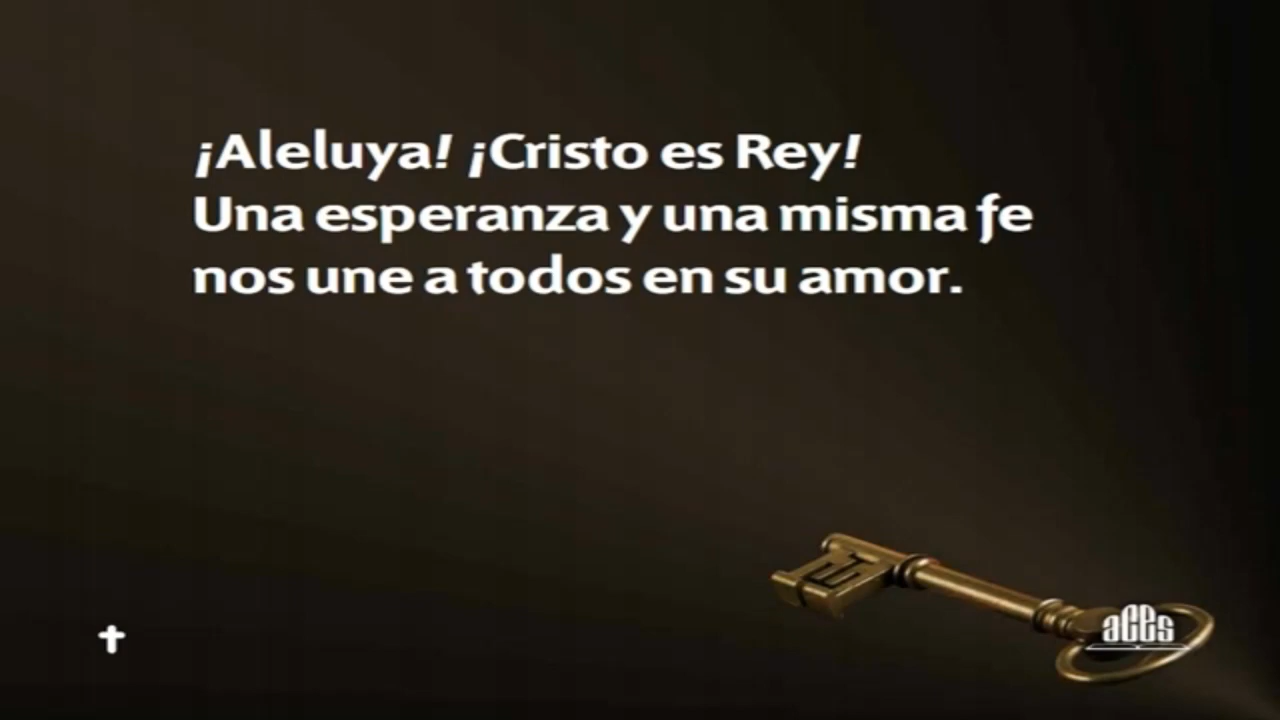 ¡Aleluya! ¡Cristo es Rey!
Una esperanza y una misma fe
nos une a todos en su amor.
aces